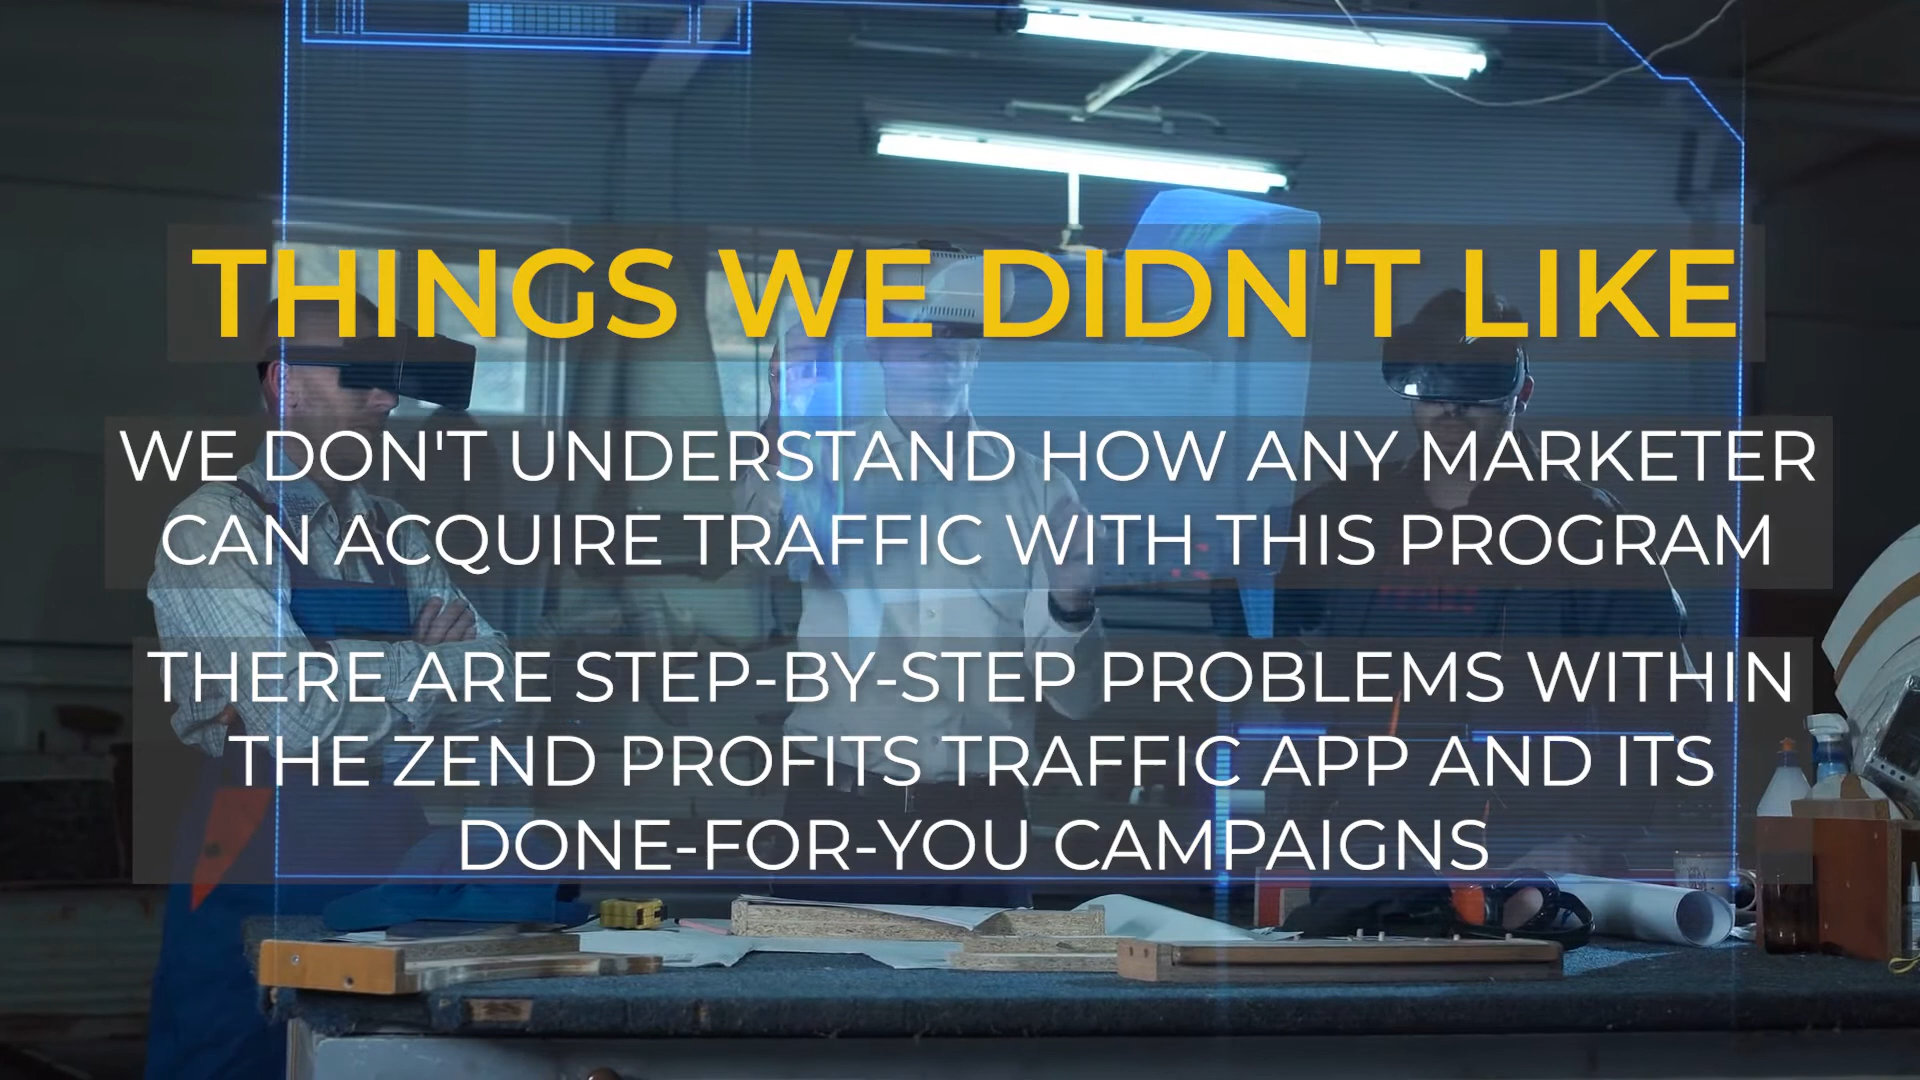 THINGS WE DIDN'T LIKE
WE DON'T UNDERSTAND HOW ANY MARKETER
CAN ACQUIRE TRAFFIC WITH THIS PROGRAM
THERE ARE STEP-BY-STEP PROBLEMS WITHIN
THE ZEND PROFITS TRAFFIC APP AND ITS
DONE-FOR-YOU CAMPAIGNS